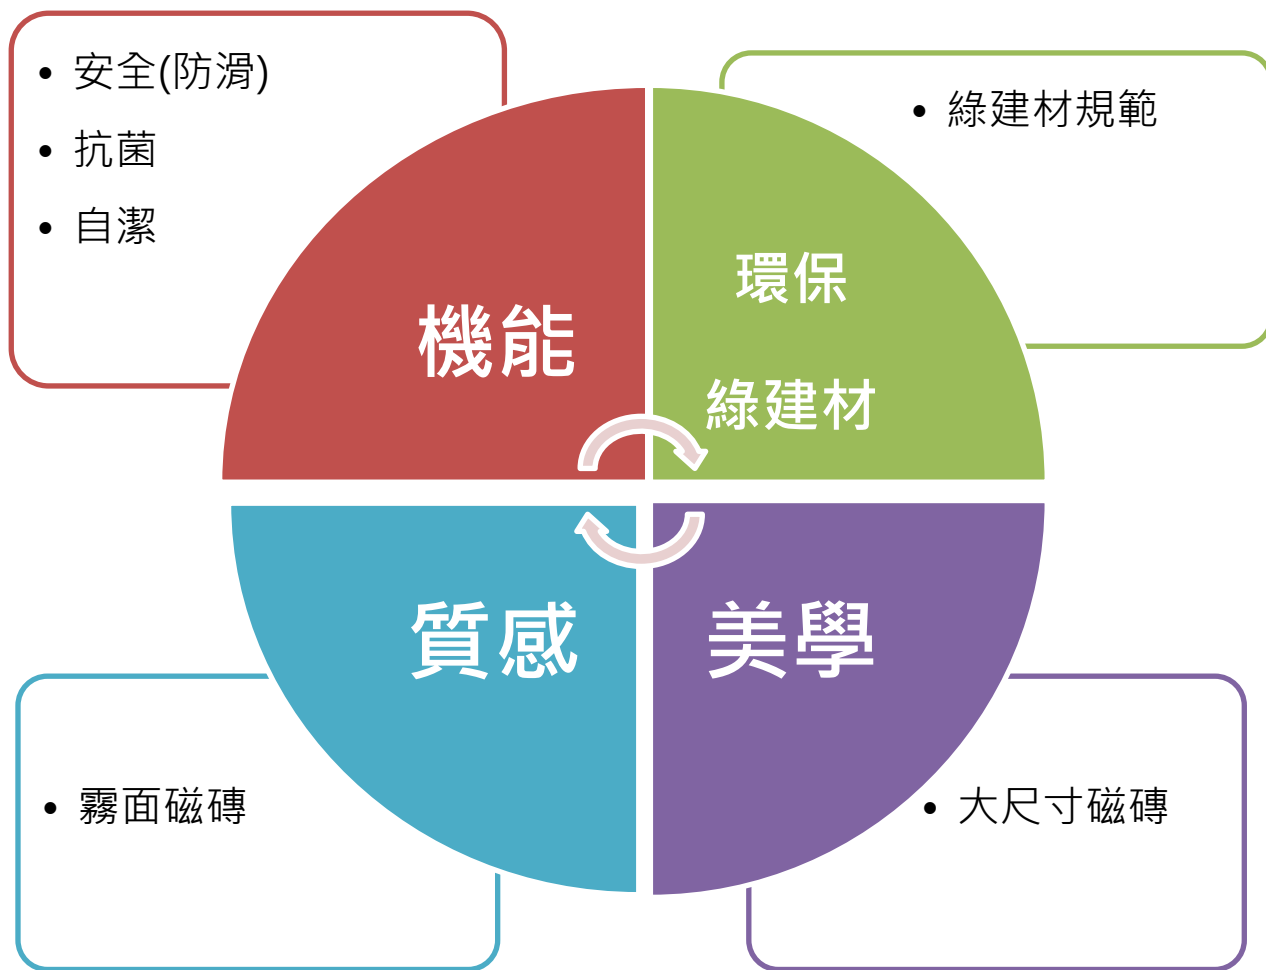 • 安全(防滑)
• 抗菌
• 自潔
機能
• 綠建材規範
環保
綠建材
質感
• 霧面磁磚
美學
• 大尺寸磁磚